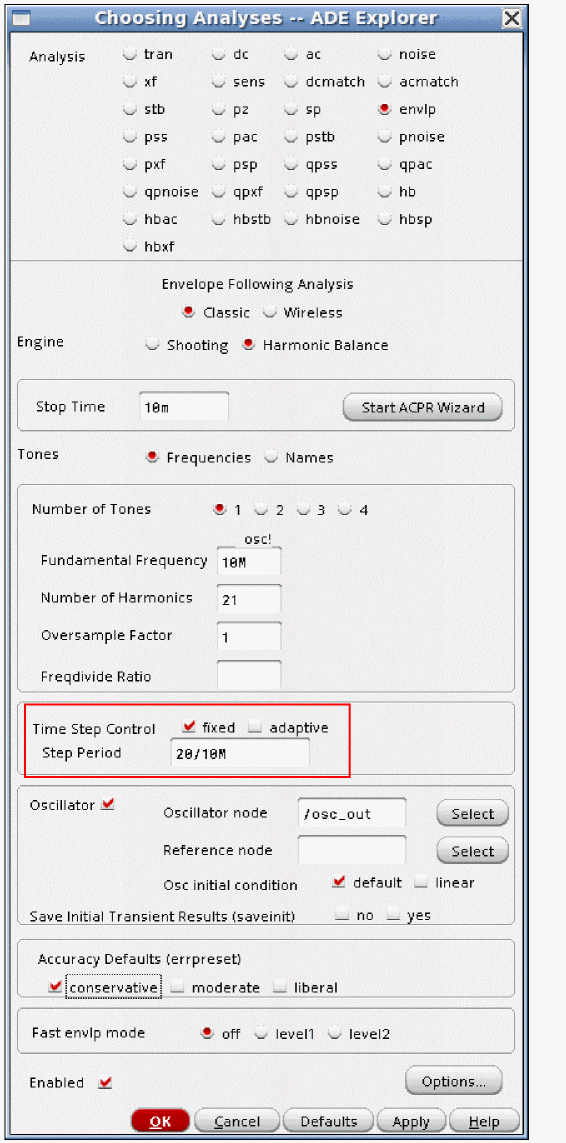 Choosing Analyses -- ADE Explorer
Analysis tran dc ac noise
xf sens dcmatch acmatch
stb pz sp envlp
pss pac pstb pnoise
pxf psp qpss qpac
qpnoise qpxf qpsp hb
hbac hbstb hbnoise hbsp
hbxf
Envelope Following Analysis
Classic Wireless
Engine Shooting Harmonic Balance
Stop Time 10m Start ACPR Wizard
Tones Frequencies Names
Number of Tones 1 2 3 4
__ osc!_
Fundamental Frequency 10M
Number of Harmonics 21
Oversample Factor 1
Freqdivide Ratio
Time Step Control fixed adaptive
Step Period 20/10M
Oscillator Oscillator node /osc_out Select
Reference node Select
Osc initial condition default linear
Save Initial Transient Results (saveinit) no yes
Accuracy Defaults (errpreset)
conservative moderate liberal
Fast envlp mode off level1 level2
Enabled Options...
OK Cancel Defaults Apply Help